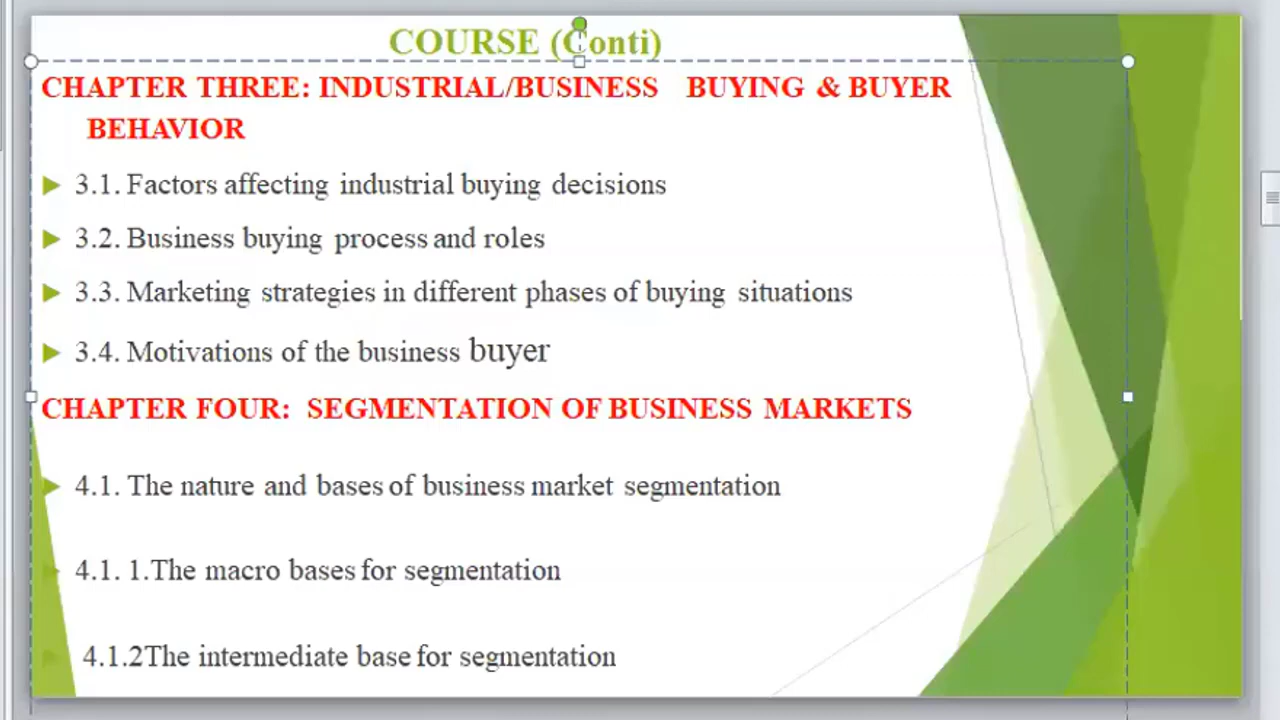 COURSE (Conti)
CHAPTER THREE: INDUSTRIAL/BUSINESS BUYING & BUYER
BEHAVIOR
3.1. Factors affecting industrial buying decisions
3.2. Business buying process and roles
3.3. Marketing strategies in different phases of buying situations
3.4. Motivations of the business buyer
CHAPTER FOUR: SEGMENTATION OF BUSINESS MARKETS
4.1. The nature and bases of business market segmentation
4.1. 1.The macro bases for segmentation
4.1.2The intermediate base for segmentation